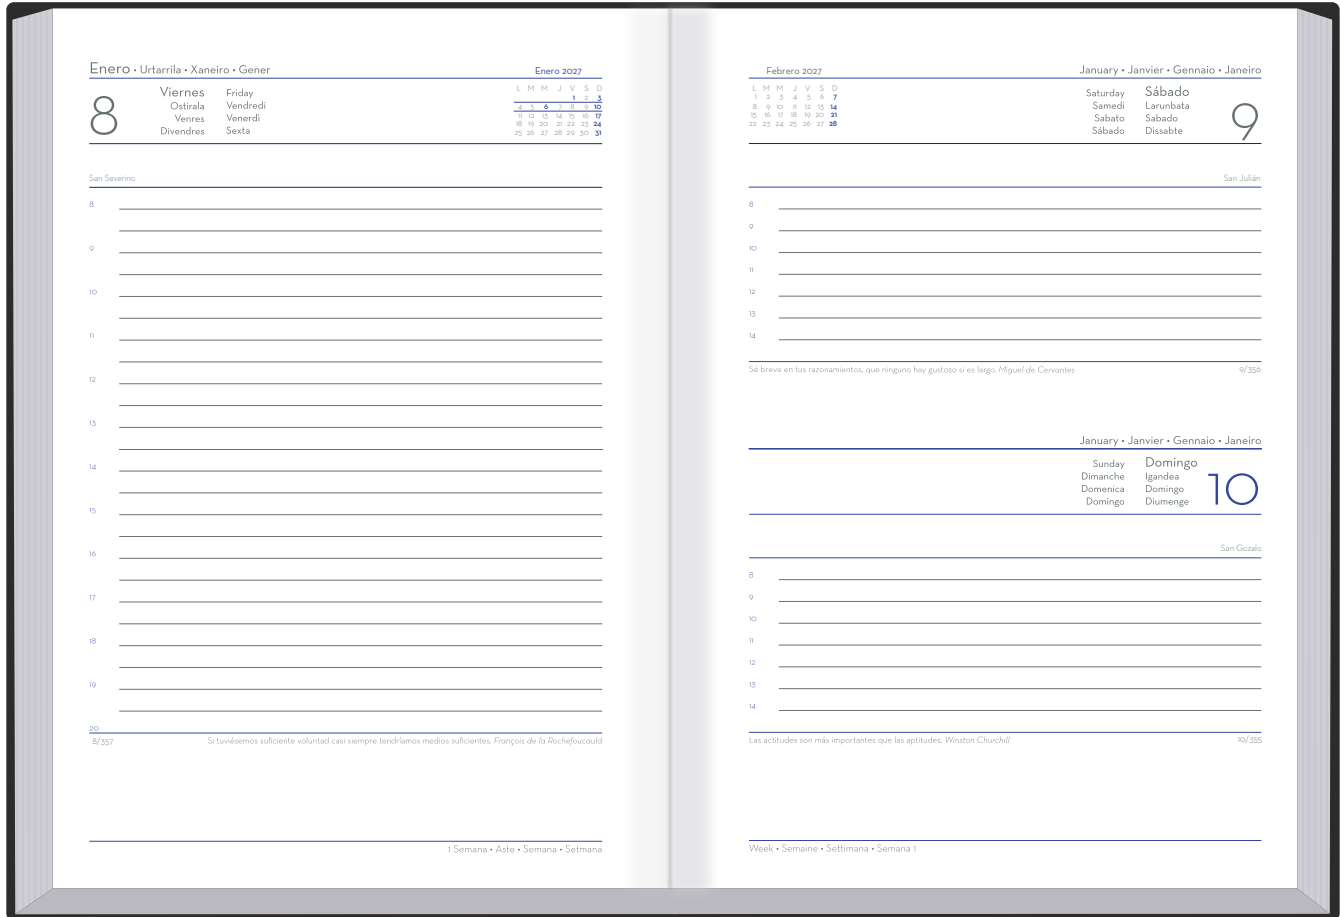 Enero • Urtarrila • Xaneiro • Gener
Enero 2027
8
Viernes Friday
Ostirala Vendredi
Venres Venerdì
Divendres Sexta
L M M J V S D
1 2 3
4 5 6 7 8 9 10
11 12 13 14 15 16 17
18 19 20 21 22 23 24
25 26 27 28 29 30 31
San Severino
8
9
10
11
12
13
14
15
16
17
18
19
20
8/357 Si tuviésemos suficiente voluntad casi siempre tendríamos medios suficientes. François de la Rochefoucauld
1 Semana • Aste • Semana • Setmana
Febrero 2027
January • Janvier • Gennaio • Janeiro
L M M J V S D
1 2 3 4 5 6 7
8 9 10 11 12 13 14
15 16 17 18 19 20 21
22 23 24 25 26 27 28
Saturday Sábado
Samedi Larunbata
Sabato Sabado
Sábado Dissabte
9
San Julián
8
9
10
11
12
13
14
Sé breve en tus razonamientos, que ninguno hay gustoso si es largo. Miguel de Cervantes 9/356
January • Janvier • Gennaio • Janeiro
Sunday Domingo
Dimanche Igandea
Domenica Domingo
Domingo Diumenge
10
San Gozalo
8
9
10
11
12
13
14
Las actitudes son más importantes que las aptitudes. Winston Churchill 10/355
Week • Semaine • Settimana • Semana 1